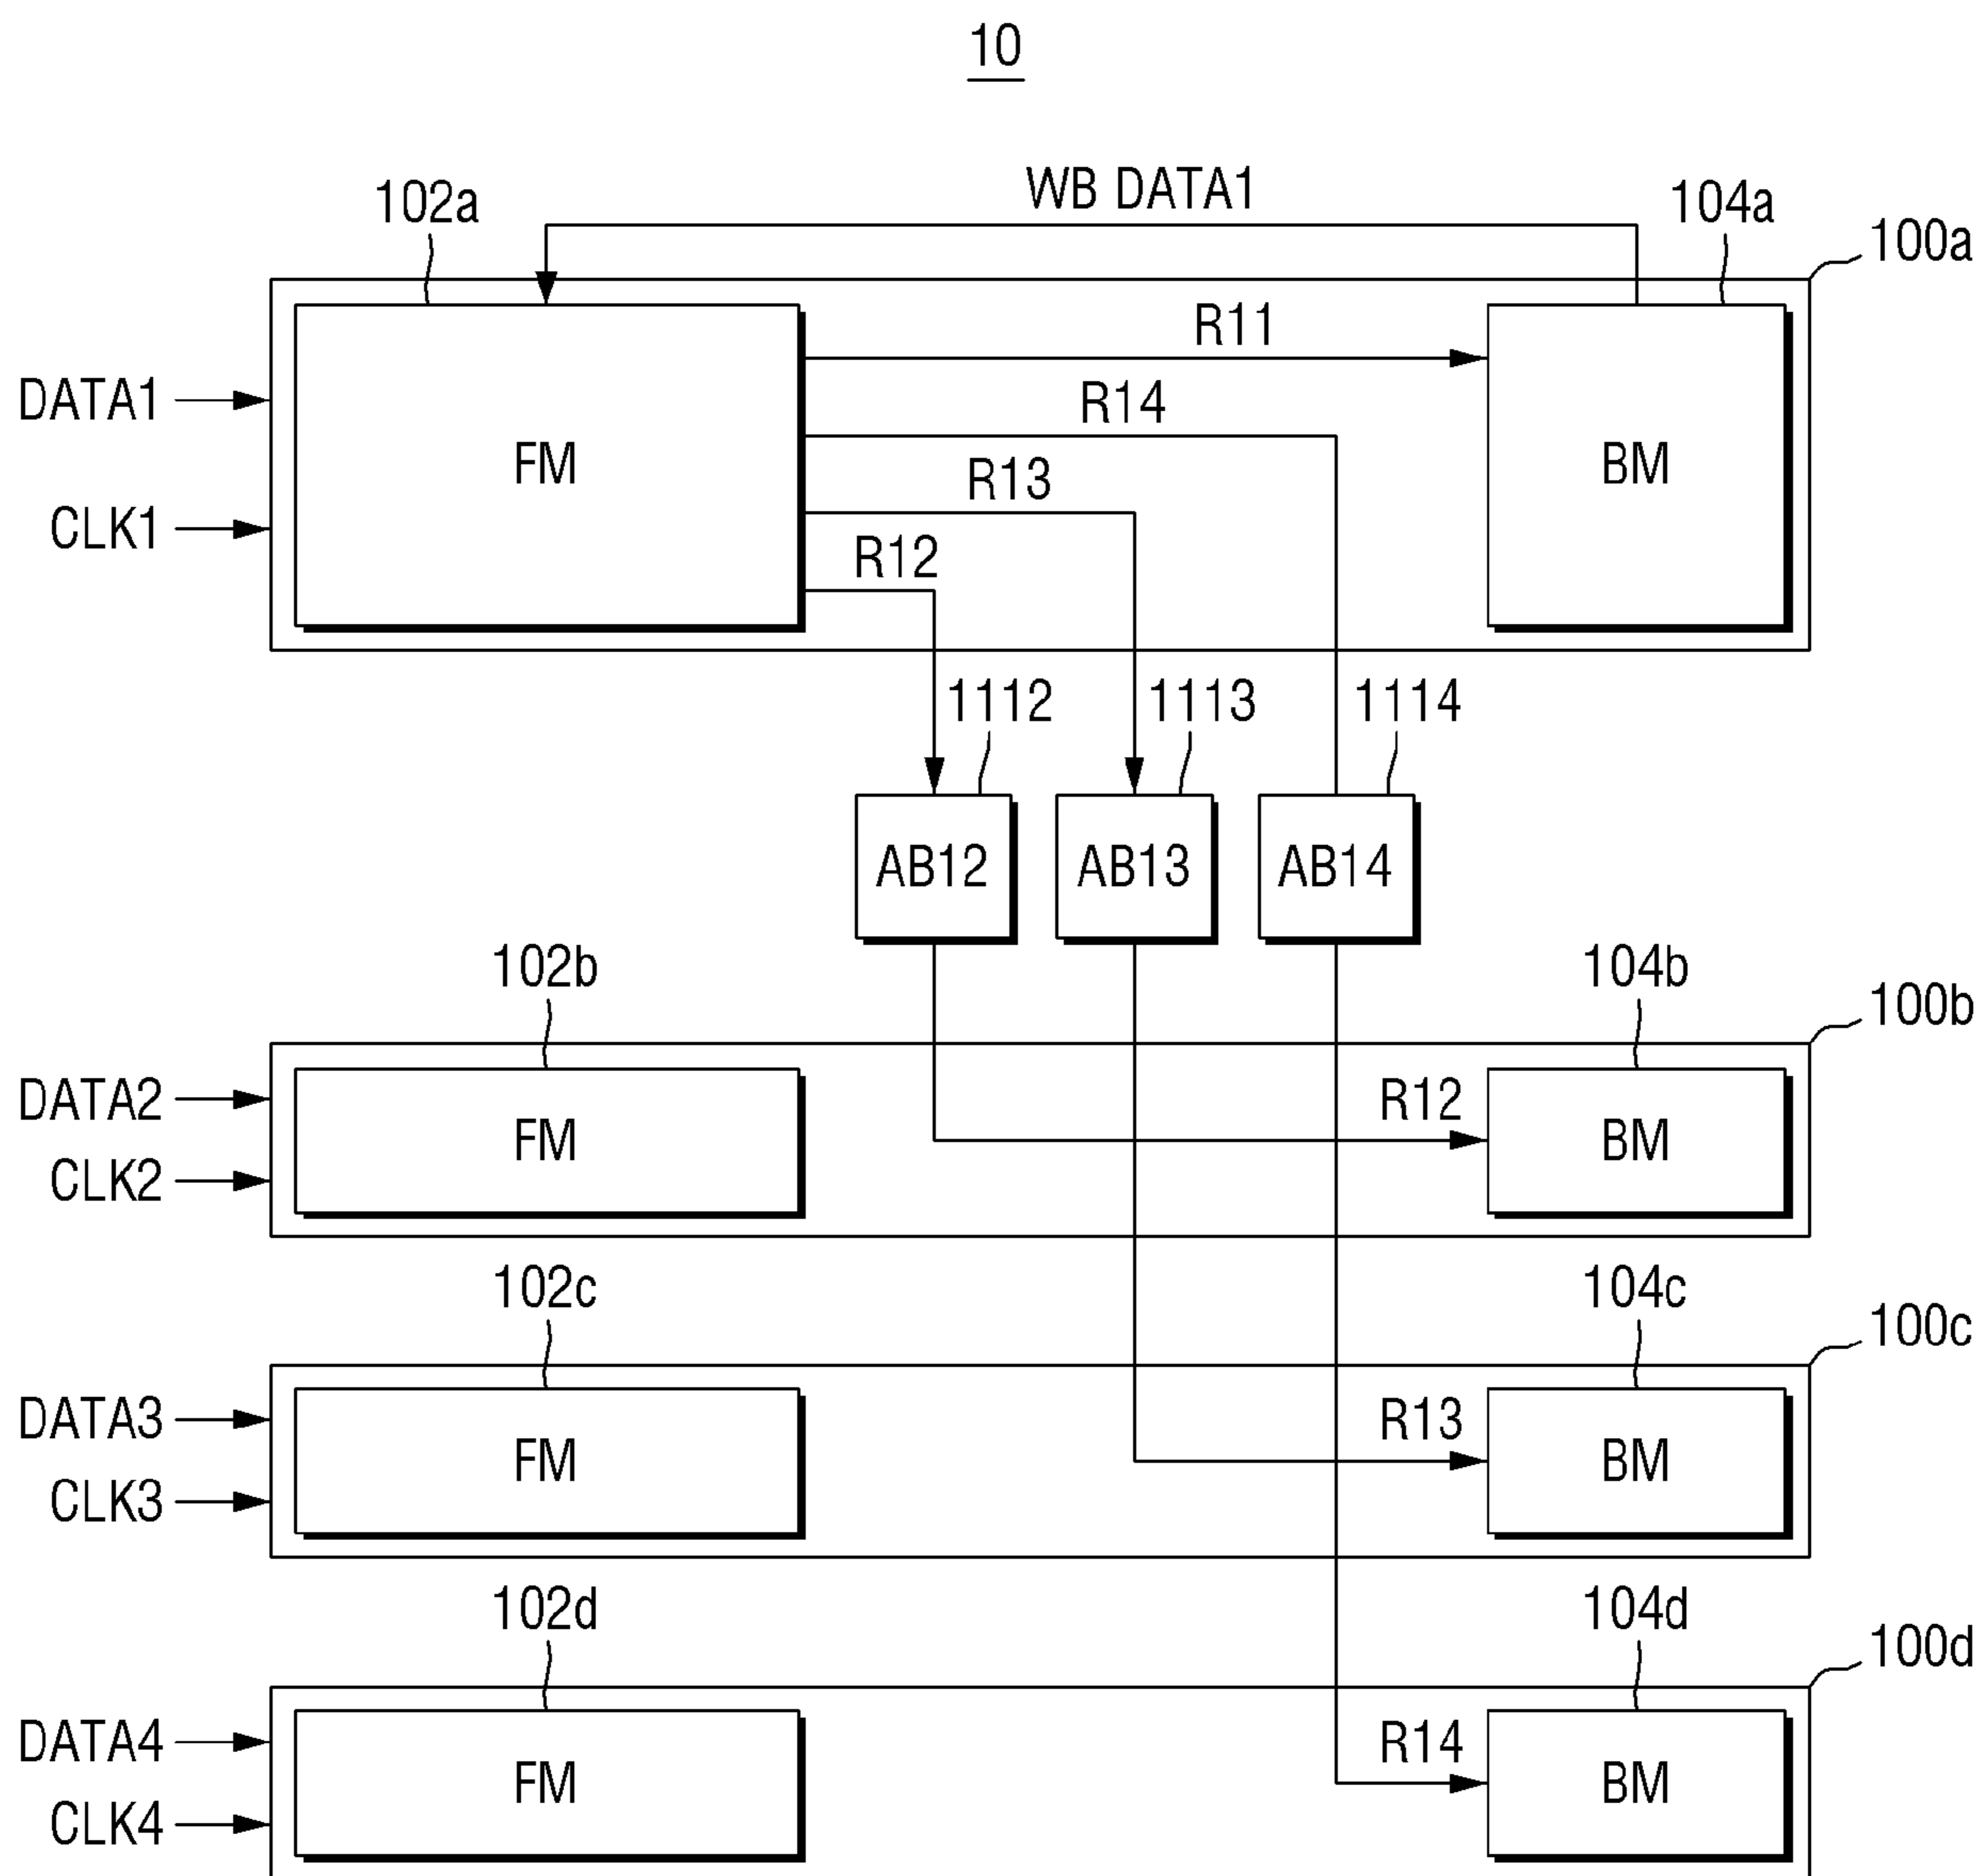 10
WB DATA1
102a
104a
100a
R11
DATA1
R14
FM
BM
R13
CLK1
R12
1112
1113
1114
AB12
AB13
AB14
102b
104b
100b
DATA2
R12
FM
BM
CLK2
102c
104c
100c
DATA3
R13
FM
BM
CLK3
102d
104d
100d
DATA4
R14
FM
BM
CLK4